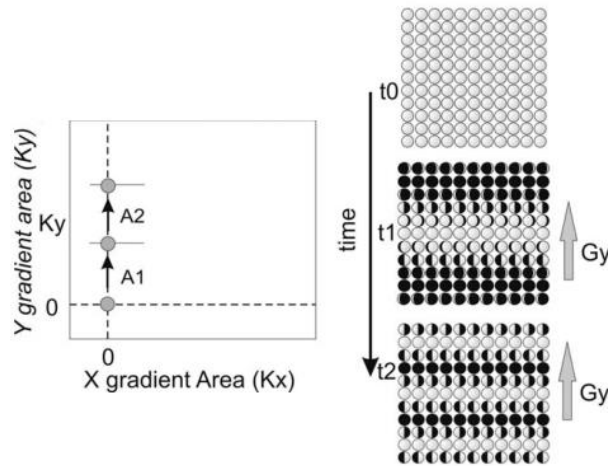 Y gradient area (Ky)
Ky
0
A2
A1
0
X gradient Area (Kx)
time
t0
t1
Gy
t2
Gy